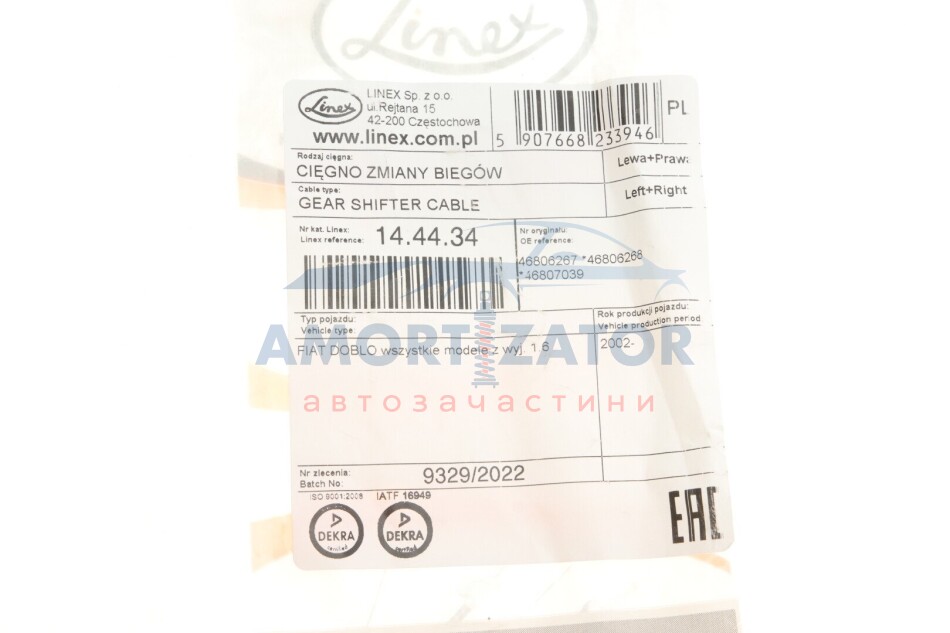 Linex
Linex
LINEX Sp. z o.o.
ul. Rejtana 15
42-200 Częstochowa
www.linex.com.pl
5 907668 233946
PL
Rodzaj cięgna:
CIĘGNO ZMIANY BIEGÓW
Lewa+Prawa
Cable type:
GEAR SHIFTER CABLE
Left+Right
Nr kat. Linex:
Linex reference:
14.44.34
Nr oryginału:
OE reference:
46806267 *46806268
*46807039
Typ pojazdu:
Vehicle type:
Rok produkcji pojazdu:
Vehicle production period
AMORTIZATOR
FIAT DOBLO wszystkie modele z wyj. 1,6
2002-
автозачастини
Nr zlecenia:
Batch No:
9329/2022
ISO 9001:2008
IATF 16949
DEKRA
DEKRA
EAC